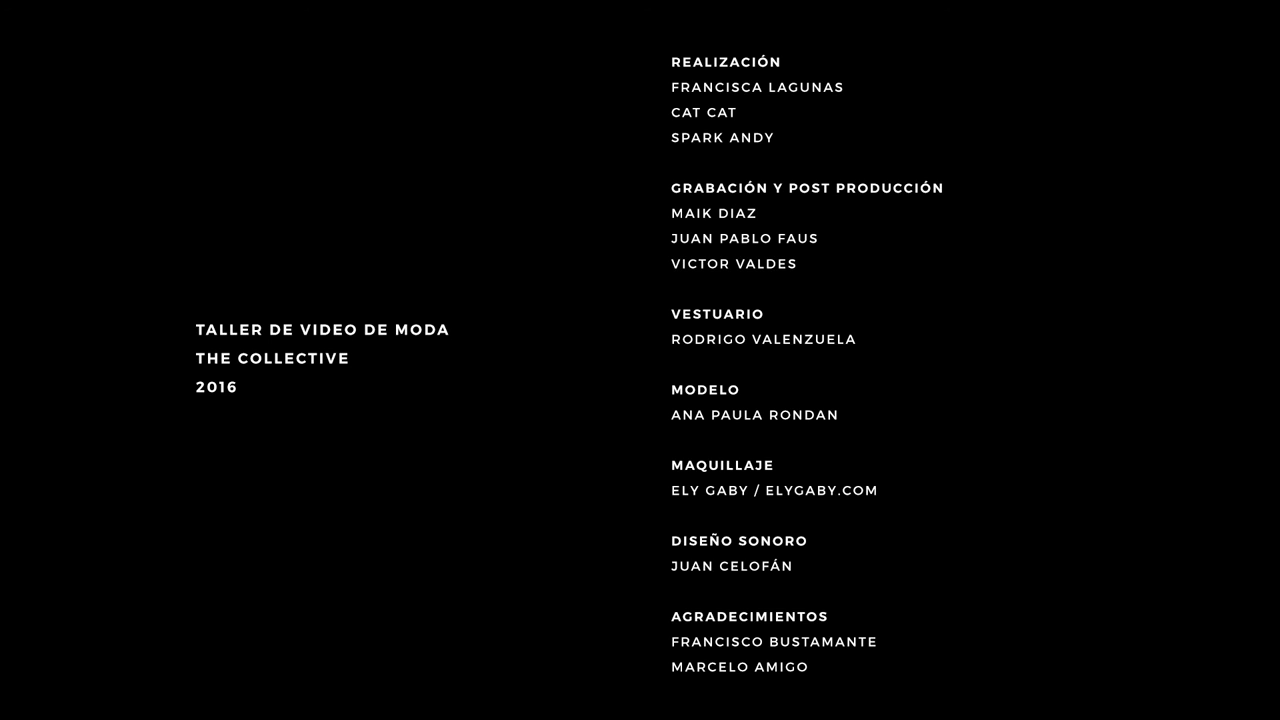 TALLER DE VIDEO DE MODA
THE COLLECTIVE
2016
REALIZACIÓN
FRANCISCA LAGUNAS
CAT CAT
SPARK ANDY
GRABACIÓN Y POST PRODUCCIÓN
MAIK DIAZ
JUAN PABLO FAUS
VICTOR VALDES
VESTUARIO
RODRIGO VALENZUELA
MODELO
ANA PAULA RONDAN
MAQUILLAJE
ELY GABY / ELYGABY.COM
DISEÑO SONORO
JUAN CELOFÁN
AGRADECIMIENTOS
FRANCISCO BUSTAMANTE
MARCELO AMIGO